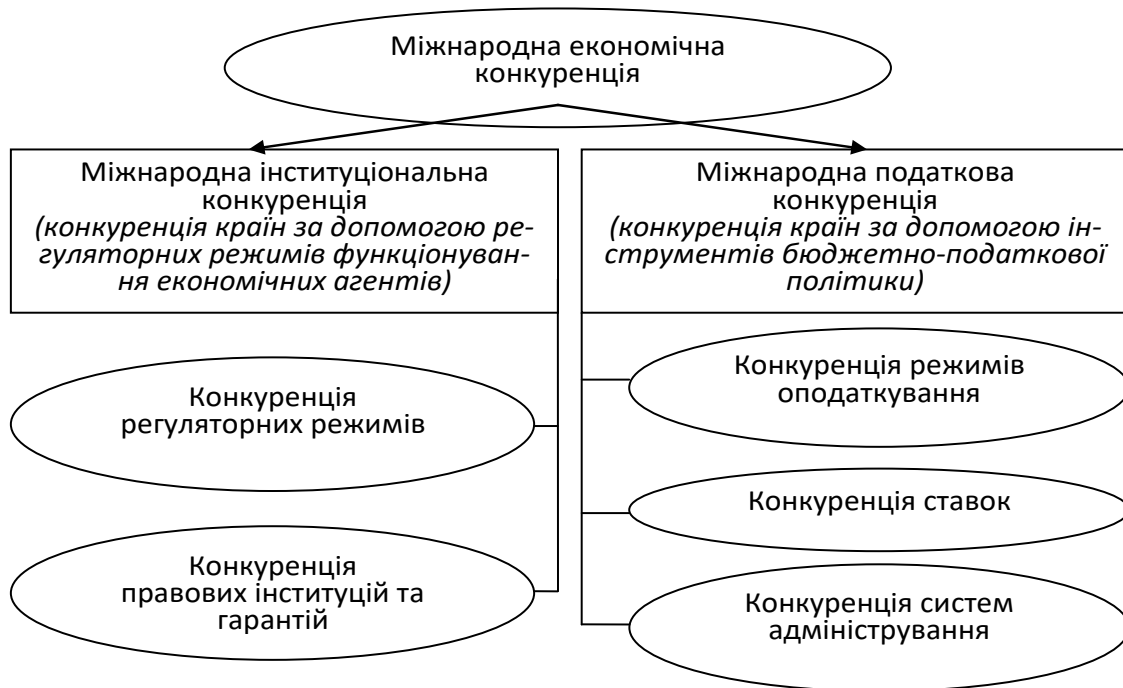 Міжнародна економічна
конкуренція
Міжнародна інституціональна
конкуренція
(конкуренція країн за допомогою ре-
гуляторних режимів функціонуван-
ня економічних агентів)
Міжнародна податкова
конкуренція
(конкуренція країн за допомогою ін-
струментів бюджетно-податкової
політики)
Конкуренція
регуляторних режимів
Конкуренція
правових інституцій та
гарантій
Конкуренція режимів
оподаткування
Конкуренція ставок
Конкуренція систем
адміністрування